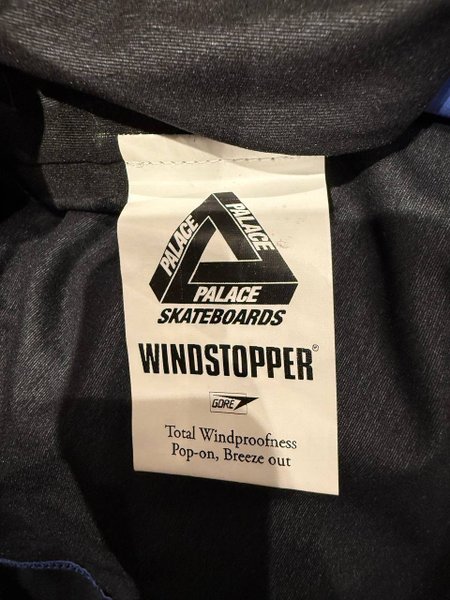 PALACE
PALACE
PALACE
SKATEBOARDS
WINDSTOPPER®
GORE
Total Windproofness
Pop-on, Breeze out